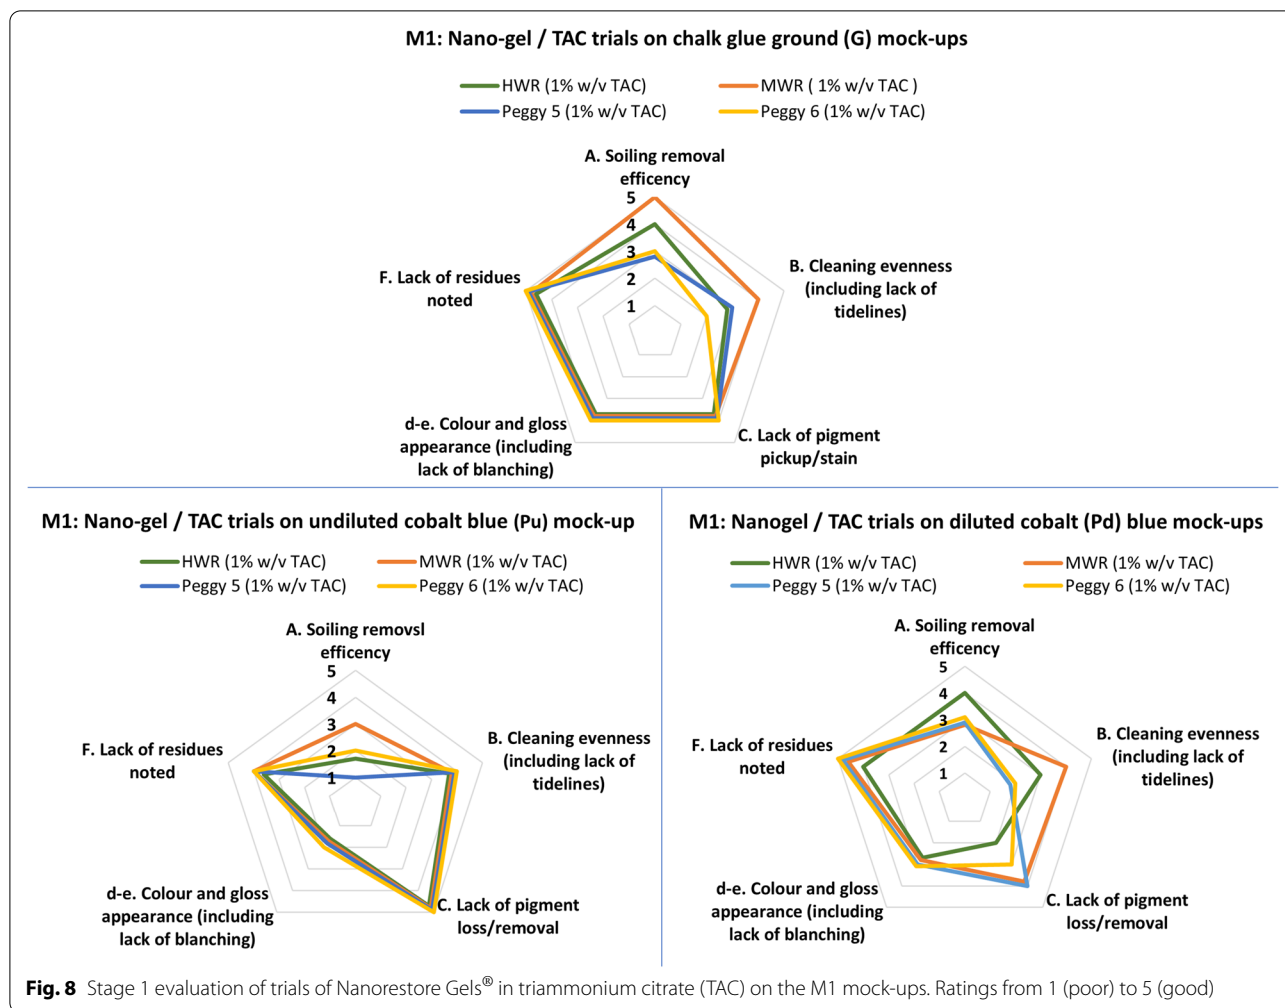 M1: Nano-gel / TAC trials on chalk glue ground (G) mock-ups
HWR (1% w/v TAC)
MWR ( 1% w/v TAC )
Peggy 5 (1% w/v TAC)
Peggy 6 (1% w/v TAC)
A. Soiling removal
efficency
5
4
3
2
1
B. Cleaning evenness
(including lack of
tidelines)
F. Lack of residues
noted
d-e. Colour and gloss
appearance (including
lack of blanching)
C. Lack of pigment
pickup/stain
M1: Nano-gel / TAC trials on undiluted cobalt blue (Pu) mock-up
HWR (1% w/v TAC)
MWR (1% w/v TAC)
Peggy 5 (1% w/v TAC)
Peggy 6 (1% w/v TAC)
A. Soiling removsl
efficency
5
4
3
2
1
B. Cleaning evenness
(including lack of
tidelines)
F. Lack of residues
noted
d-e. Colour and gloss
appearance (including
lack of blanching)
C. Lack of pigment
loss/removal
M1: Nanogel / TAC trials on diluted cobalt (Pd) blue mock-ups
HWR (1% w/v TAC)
MWR (1% w/v TAC)
Peggy 5 (1% w/v TAC)
Peggy 6 (1% w/v TAC)
A. Soiling removal
efficency
5
4
3
2
1
B. Cleaning evenness
(including lack of
tidelines)
F. Lack of residues
noted
d-e. Colour and gloss
appearance (including
lack of blanching)
C. Lack of pigment
loss/removal
Fig. 8 Stage 1 evaluation of trials of Nanorestore Gels® in triammonium citrate (TAC) on the M1 mock-ups. Ratings from 1 (poor) to 5 (good)